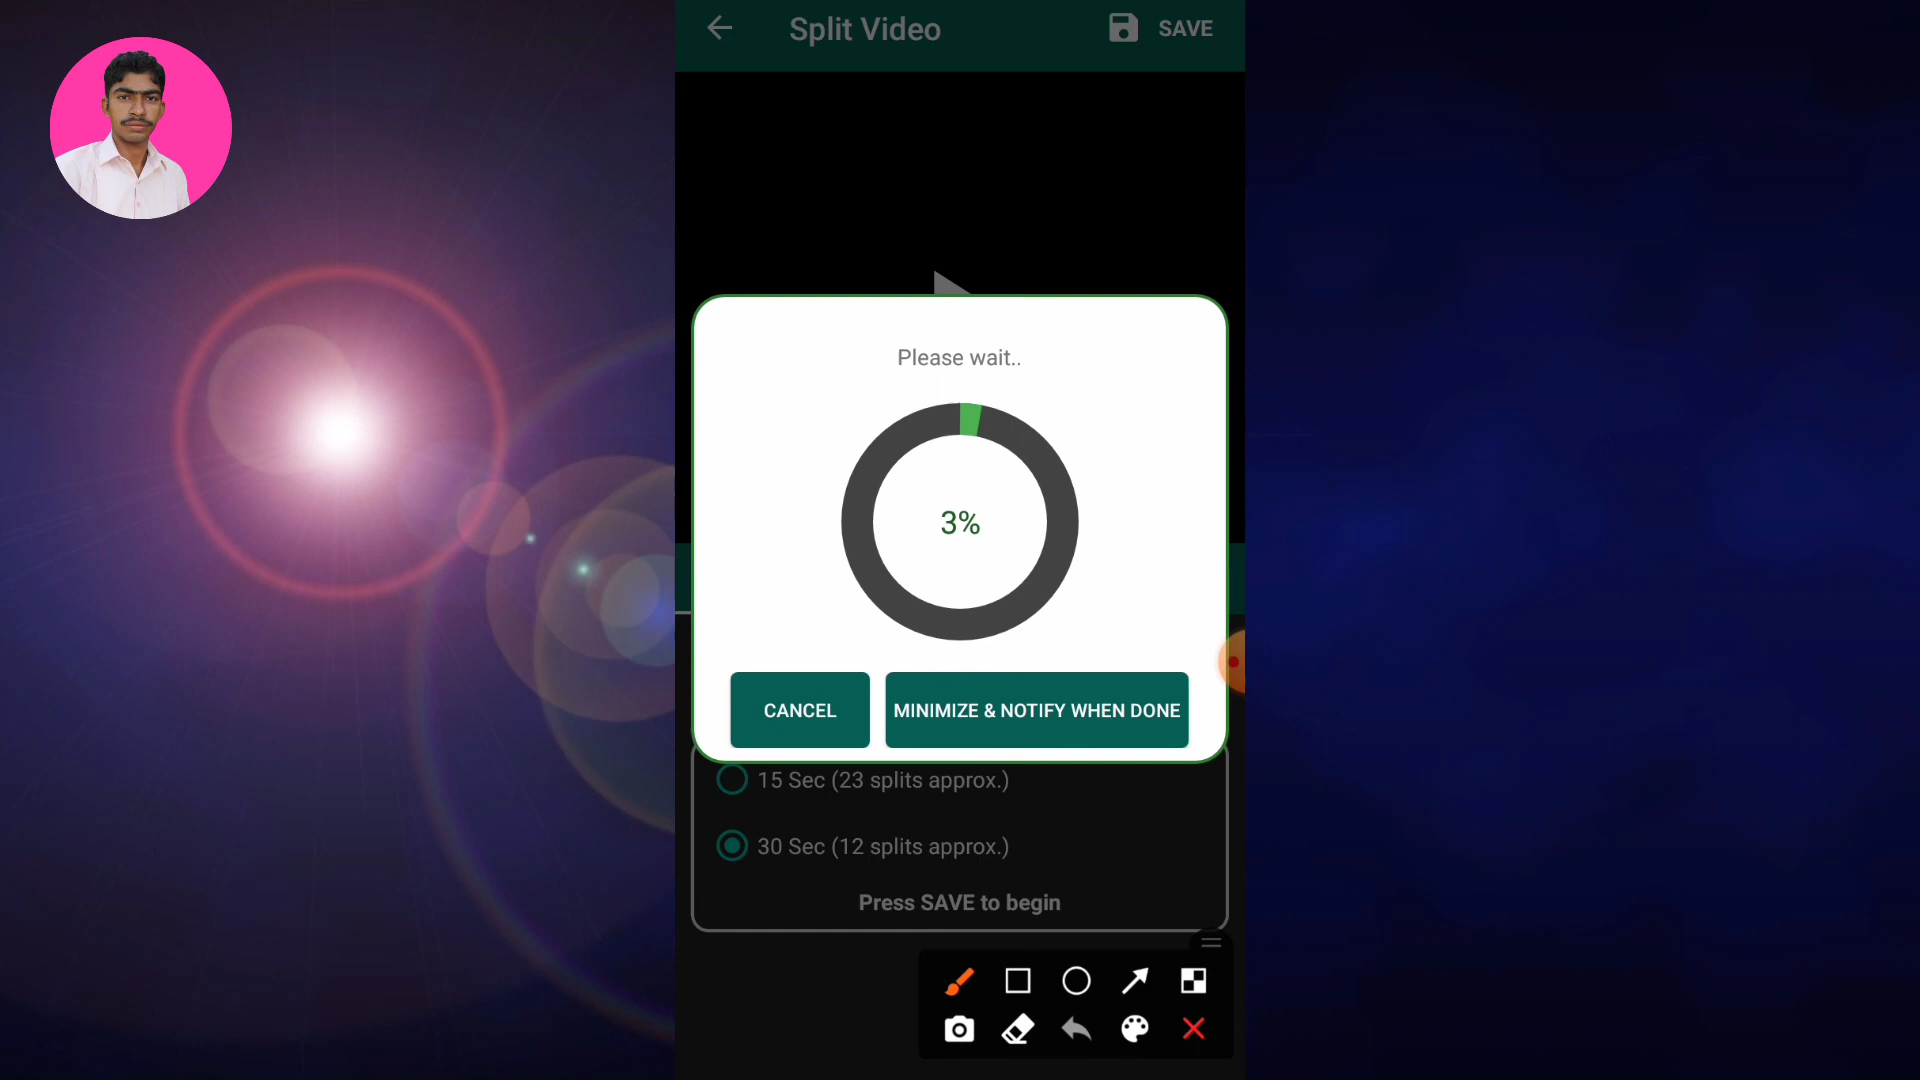 Split Video
SAVE
Please wait..
3%
CANCEL
MINIMIZE & NOTIFY WHEN DONE
15 Sec (23 splits approx.)
30 Sec (12 splits approx.)
Press SAVE to begin